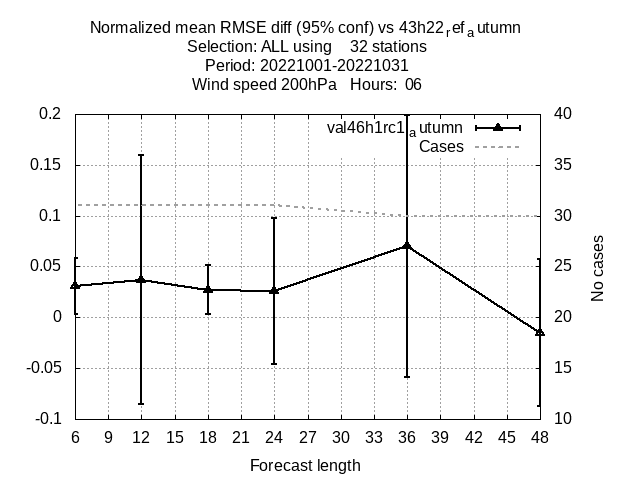 Normalized mean RMSE diff (95% conf) vs 43h22ref autumn
Selection: ALL using 32 stations
Period: 20221001-20221031
Wind speed 200hPa Hours: 06
0.2
0.15
0.1
0.05
0
-0.05
-0.1
40
35
30
25
20
15
10
val46h1rc1autumn
Cases
No cases
6 9 12 15 18 21 24 27 30 33 36 39 42 45 48
Forecast length